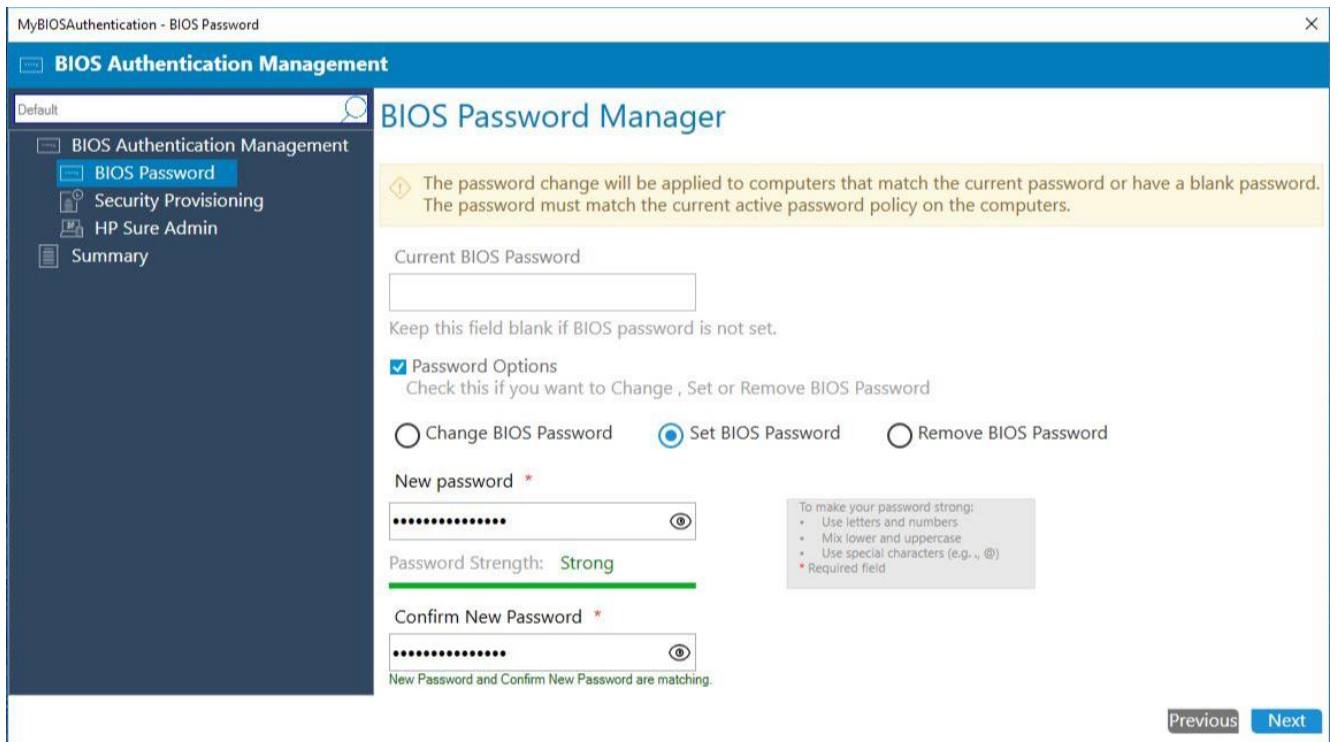 MyBIOSAuthentication - BIOS Password
BIOS Authentication Management
Default
BIOS Authentication Management
BIOS Password
Security Provisioning
HP Sure Admin
Summary
BIOS Password Manager
The password change will be applied to computers that match the current password or have a blank password.
The password must match the current active password policy on the computers.
Current BIOS Password
Keep this field blank if BIOS password is not set.
Password Options
Check this if you want to Change , Set or Remove BIOS Password
Change BIOS Password
Set BIOS Password
Remove BIOS Password
New password *
•••••••••••••••
To make your password strong:
• Use letters and numbers
• Mix lower and uppercase
• Use special characters (e.g. ., @)
* Required field
Password Strength: Strong
Confirm New Password *
•••••••••••••••
New Password and Confirm New Password are matching.
Previous
Next